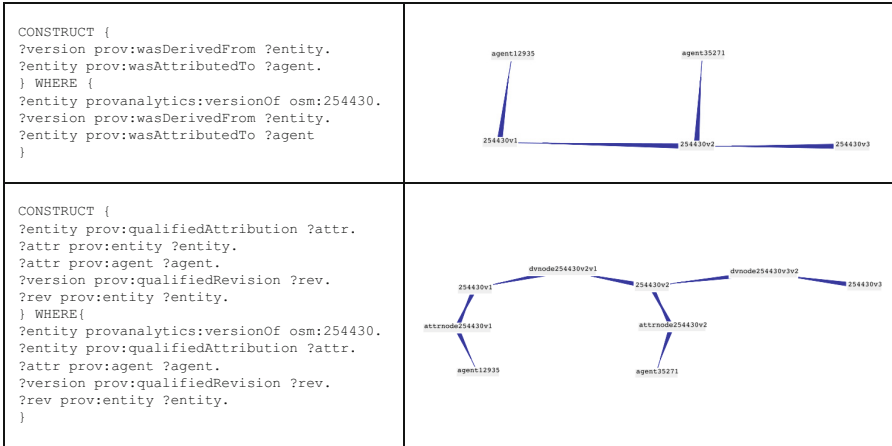 CONSTRUCT {
?version prov:wasDerivedFrom ?entity.
?entity prov:wasAttributedTo ?agent.
} WHERE {
?entity provanalytics:versionOf osm:254430.
?version prov:wasDerivedFrom ?entity.
?entity prov:wasAttributedTo ?agent
}
agent12935 agent35271
254430v1 254430v2 254430v3
CONSTRUCT {
?entity prov:qualifiedAttribution ?attr.
?attr prov:entity ?entity.
?attr prov:agent ?agent.
?version prov:qualifiedRevision ?rev.
?rev prov:entity ?entity.
} WHERE{
?entity provanalytics:versionOf osm:254430.
?entity prov:qualifiedAttribution ?attr.
?attr prov:agent ?agent.
?version prov:qualifiedRevision ?rev.
?rev prov:entity ?entity.
}
dvnode254430v2v1 dvnode254430v3v2
254430v1 254430v2 254430v3
attrnode254430v1 attrnode254430v2
agent12935 agent35271